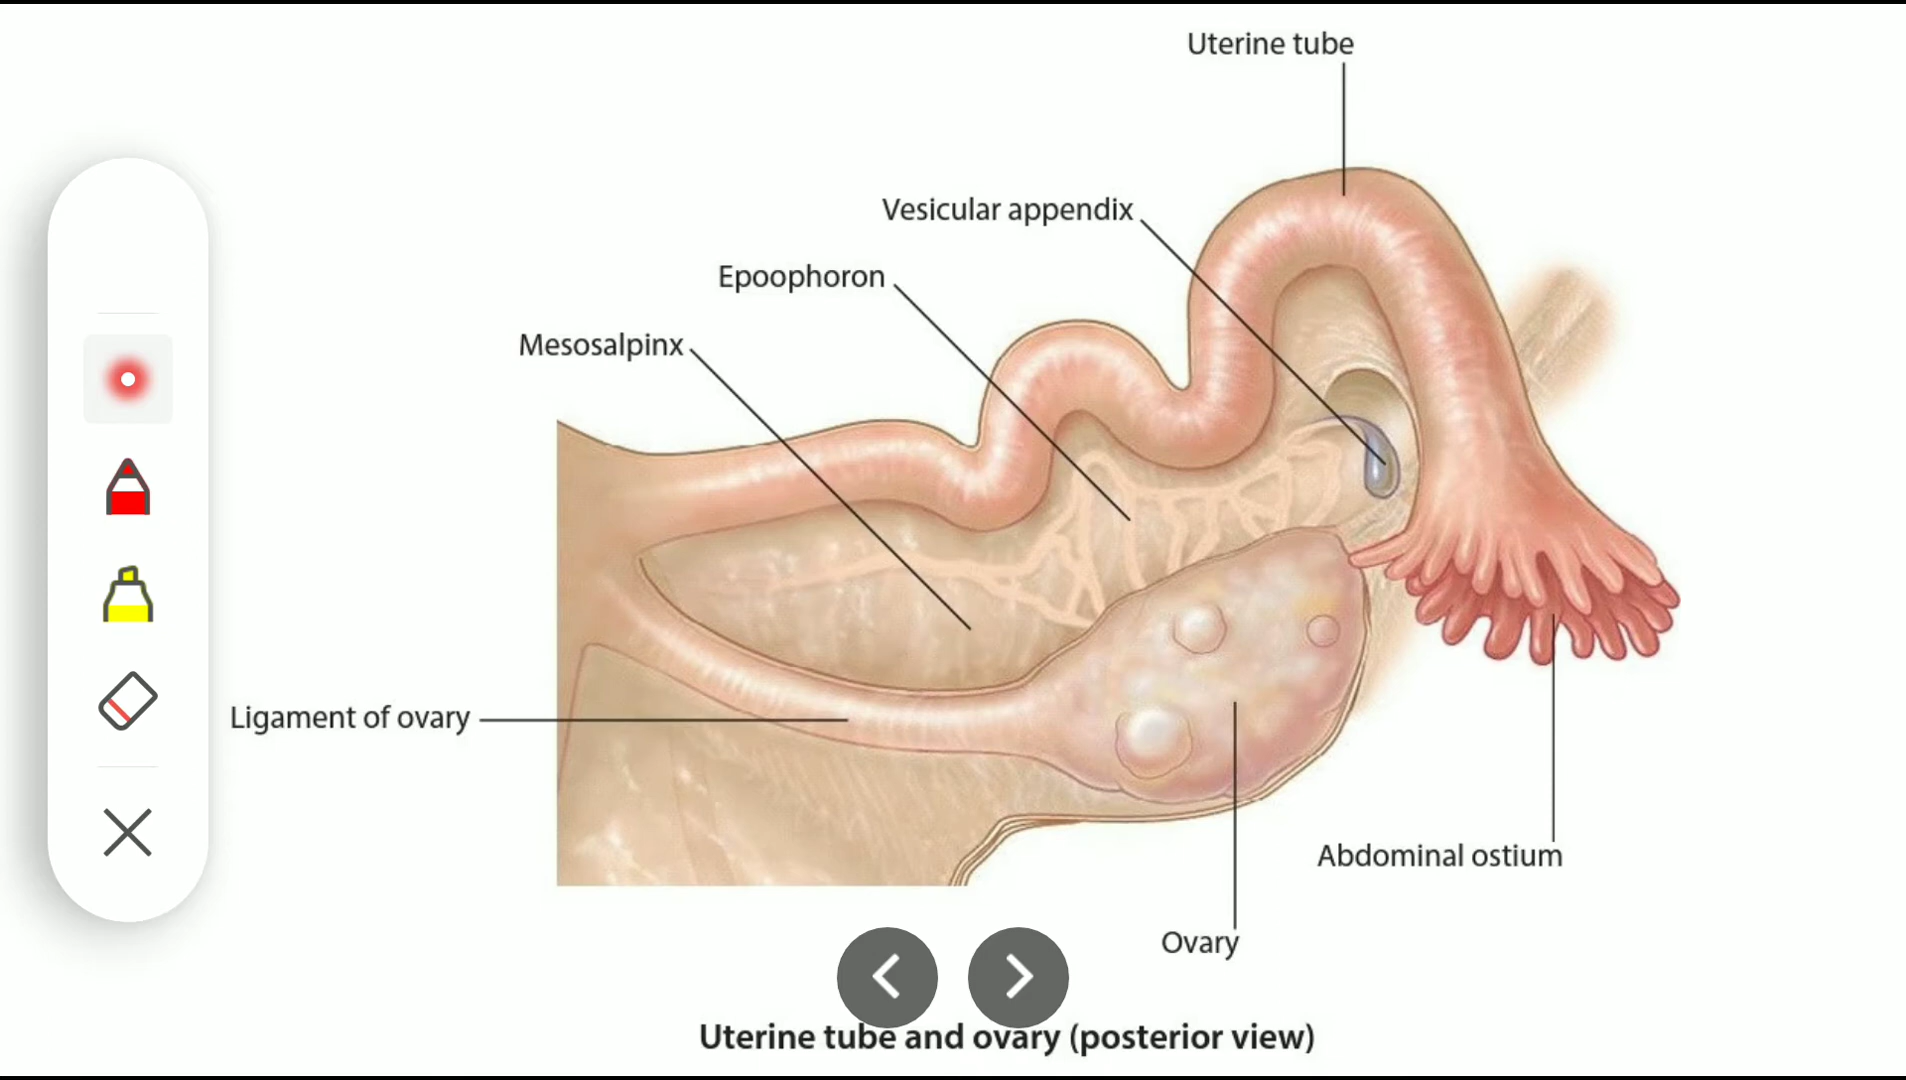 Uterine tube
Vesicular appendix
Epoophoron
Mesosalpinx
Ligament of ovary
Abdominal ostium
Ovary
Uterine tube and ovary (posterior view)